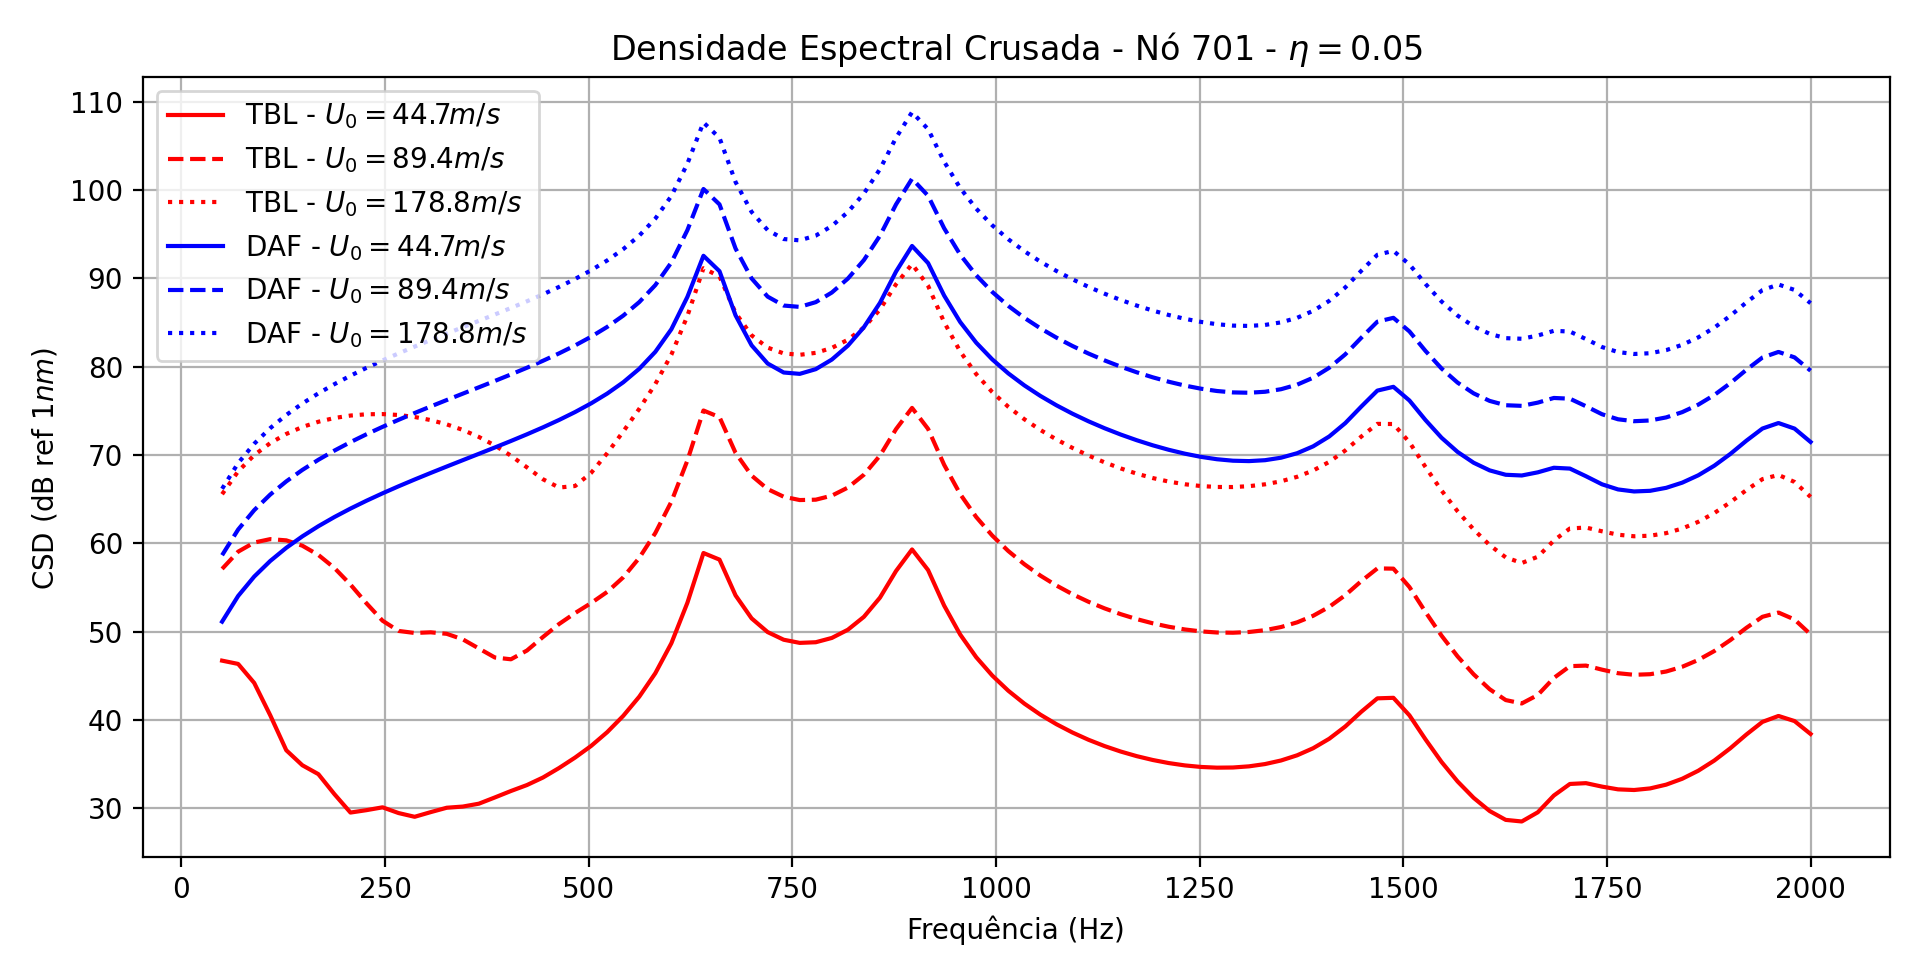 Densidade Espectral Crusada - Nó 701 - η = 0.05
TBL - U₀ = 44.7m/s
TBL - U₀ = 89.4m/s
TBL - U₀ = 178.8m/s
DAF - U₀ = 44.7m/s
DAF - U₀ = 89.4m/s
DAF - U₀ = 178.8m/s
CSD (dB ref 1nm)
110
100
90
80
70
60
50
40
30
0 250 500 750 1000 1250 1500 1750 2000
Frequência (Hz)